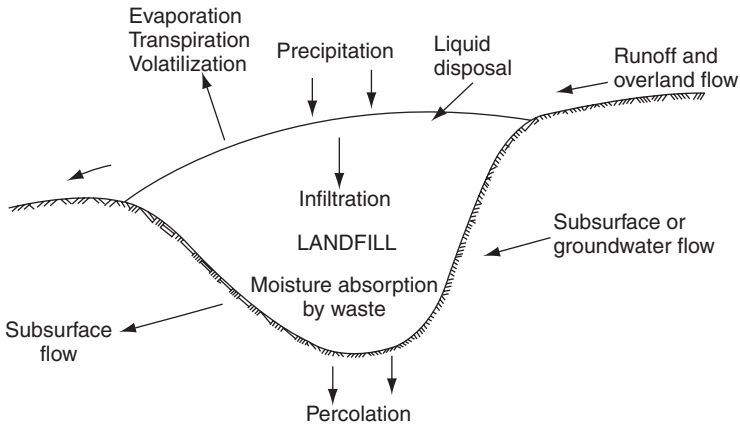 Evaporation
Transpiration
Volatilization
Precipitation
Liquid
disposal
Runoff and
overland flow
Infiltration
LANDFILL
Subsurface or
groundwater flow
Moisture absorption
by waste
Subsurface
flow
Percolation